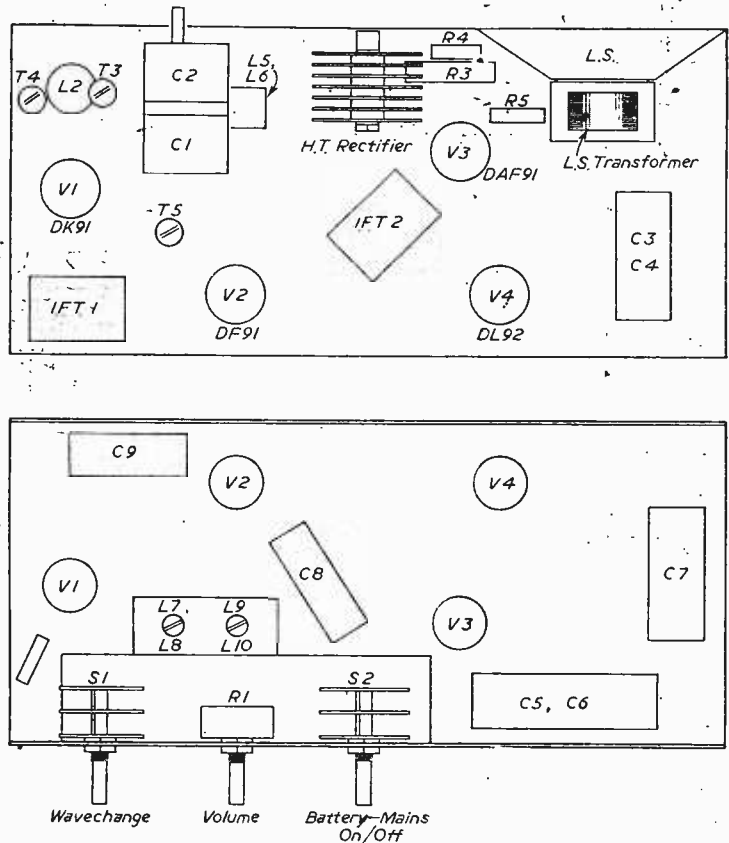 T4
L2
T3
C2
L5,
L6
C1
R4
R3
L.S.
H.T. Rectifier
R5
V3
DAF91
L.S. Transformer
V1
DK91
T5
IFT 2
C3
C4
IFT 1
V2
DF91
V4
DL92
C9
V2
V4
C8
C7
V1
L7,
L9
L8
L10
V3
S1
R1
S2
C5, C6
Wavechange
Volume
Battery-Mains
On/Off